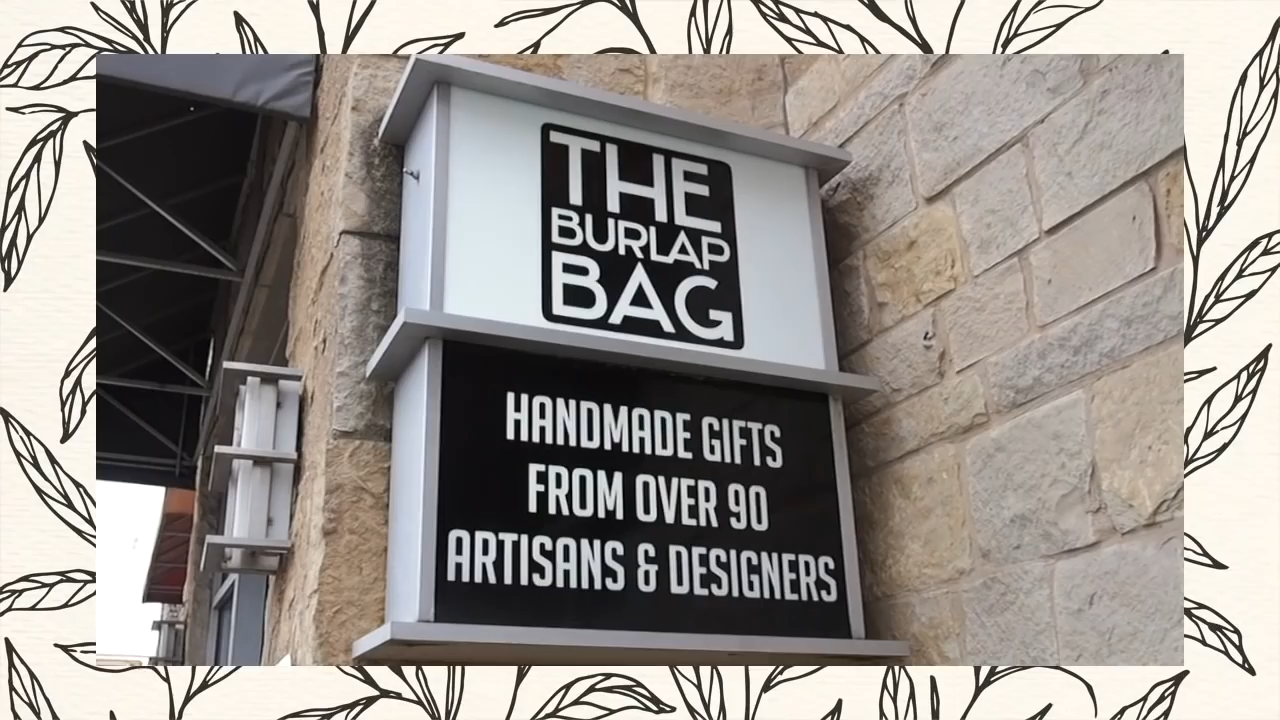 THE
BURLAP
BAG
HANDMADE GIFTS
FROM OVER 90
ARTISANS & DESIGNERS